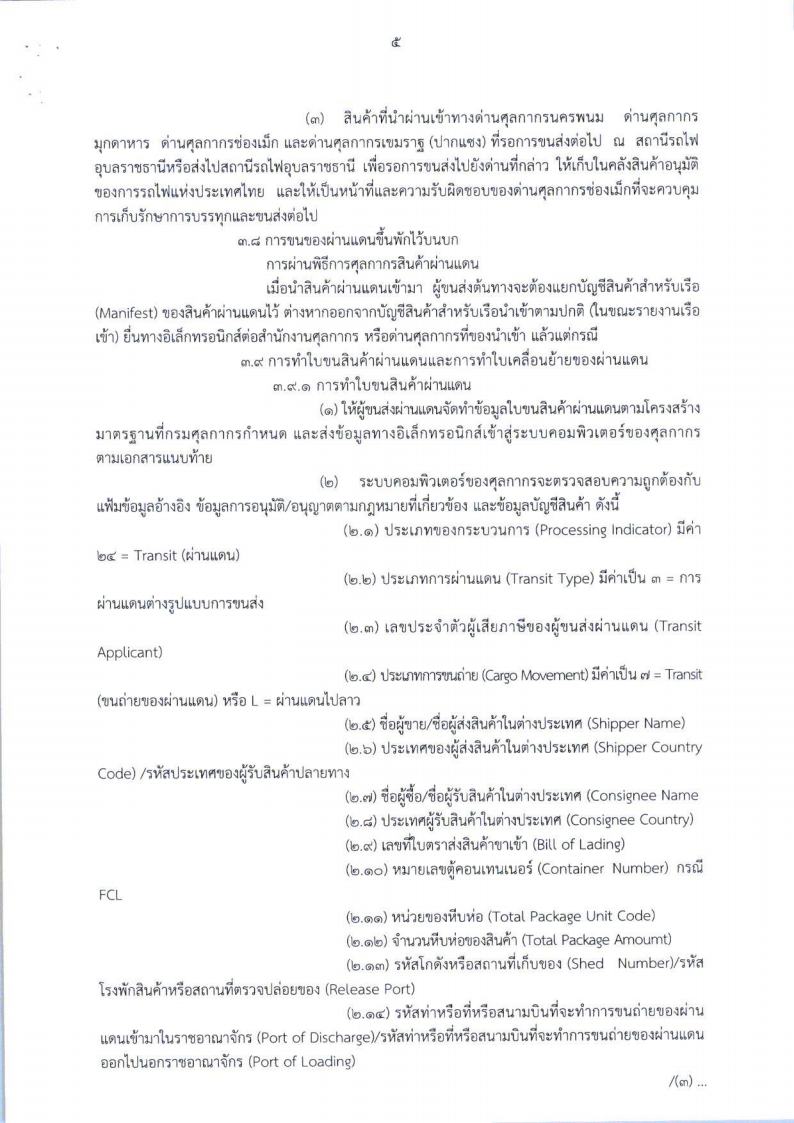 ๕
(๓) สินค้าที่นำผ่านเข้าทางด่านศุลกากรนครพนม ด่านศุลกากร
มุกดาหาร ด่านศุลกากรช่องเม็ก และด่านศุลกากรเขมราฐ (ปากแซง) ที่รอการขนส่งต่อไป ณ สถานีรถไฟ
อุบลราชธานีหรือส่งไปสถานีรถไฟอุบลราชธานี เพื่อรอการขนส่งไปยังด่านที่กล่าว ให้เก็บในคลังสินค้าอนุมัติ
ของการรถไฟแห่งประเทศไทย และให้เป็นหน้าที่และความรับผิดชอบของด่านศุลกากรช่องเม็กที่จะควบคุม
การเก็บรักษาการบรรทุกและขนส่งต่อไป
๓.๘ การขนของผ่านแดนขึ้นพักไว้บนบก
การผ่านพิธีการศุลกากรสินค้าผ่านแดน
เมื่อนำสินค้าผ่านแดนเข้ามา ผู้ขนส่งต้นทางจะต้องแยกบัญชีสินค้าสำหรับเรือ
(Manifest) ของสินค้าผ่านแดนไว้ ต่างหากออกจากบัญชีสินค้าสำหรับเรือนำเข้าตามปกติ (ในขณะรายงานเรือ
เข้า) ยื่นทางอิเล็กทรอนิกส์ต่อสำนักงานศุลกากร หรือด่านศุลกากรที่ของนำเข้า แล้วแต่กรณี
๓.๙ การทำใบขนสินค้าผ่านแดนและการทำใบเคลื่อนย้ายของผ่านแดน
๓.๙.๑ การทำใบขนสินค้าผ่านแดน
(๑) ให้ผู้ขนส่งผ่านแดนจัดทำข้อมูลใบขนสินค้าผ่านแดนตามโครงสร้าง
มาตรฐานที่กรมศุลกากรกำหนด และส่งข้อมูลทางอิเล็กทรอนิกส์เข้าสู่ระบบคอมพิวเตอร์ของศุลกากร
ตามเอกสารแนบท้าย
(๒) ระบบคอมพิวเตอร์ของศุลกากรจะตรวจสอบความถูกต้องกับ
แฟ้มข้อมูลอ้างอิง ข้อมูลการอนุมัติ/อนุญาตตามกฎหมายที่เกี่ยวข้อง และข้อมูลบัญชีสินค้า ดังนี้
(๒.๑) ประเภทของกระบวนการ (Processing Indicator) มีค่า
๒๔ = Transit (ผ่านแดน)
(๒.๒) ประเภทการผ่านแดน (Transit Type) มีค่าเป็น ๓ = การ
ผ่านแดนต่างรูปแบบการขนส่ง
(๒.๓) เลขประจำตัวผู้เสียภาษีของผู้ขนส่งผ่านแดน (Transit
Applicant)
(๒.๔) ประเภทการขนถ่าย (Cargo Movement) มีค่าเป็น ๗ = Transit
(ขนถ่ายของผ่านแดน) หรือ L = ผ่านแดนไปลาว
(๒.๕) ชื่อผู้ขาย/ชื่อผู้ส่งสินค้าในต่างประเทศ (Shipper Name)
(๒.๖) ประเทศของผู้ส่งสินค้าในต่างประเทศ (Shipper Country
Code) /รหัสประเทศของผู้รับสินค้าปลายทาง
(๒.๗) ชื่อผู้ซื้อ/ชื่อผู้รับสินค้าในต่างประเทศ (Consignee Name
(๒.๘) ประเทศผู้รับสินค้าในต่างประเทศ (Consignee Country)
(๒.๙) เลขที่ใบตราส่งสินค้าขาเข้า (Bill of Lading)
(๒.๑๐) หมายเลขตู้คอนเทนเนอร์ (Container Number) กรณี
FCL
(๒.๑๑) หน่วยของหีบห่อ (Total Package Unit Code)
(๒.๑๒) จำนวนหีบห่อของสินค้า (Total Package Amoumt)
(๒.๑๓) รหัสโกดังหรือสถานที่เก็บของ (Shed Number)/รหัส
โรงพักสินค้าหรือสถานที่ตรวจปล่อยของ (Release Port)
(๒.๑๔) รหัสท่าหรือที่หรือสนามบินที่จะทำการขนถ่ายของผ่าน
แดนเข้ามาในราชอาณาจักร (Port of Discharge)/รหัสท่าหรือที่หรือสนามบินที่จะทำการขนถ่ายของผ่านแดน
ออกไปนอกราชอาณาจักร (Port of Loading)
/(๓) ...